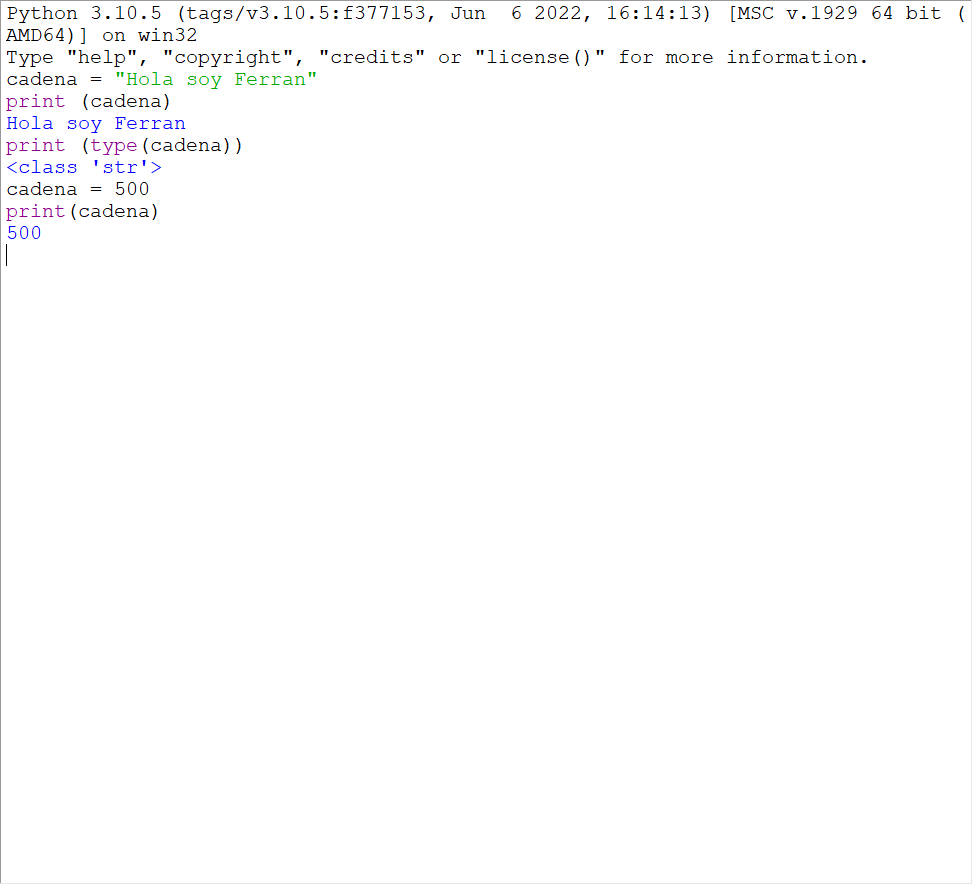 Python 3.10.5 (tags/v3.10.5:f377153, Jun  6 2022, 16:14:13) [MSC v.1929 64 bit (
AMD64)] on win32
Type "help", "copyright", "credits" or "license()" for more information.
cadena = "Hola soy Ferran"
print (cadena)
Hola soy Ferran
print (type(cadena))
<class 'str'>
cadena = 500
print(cadena)
500